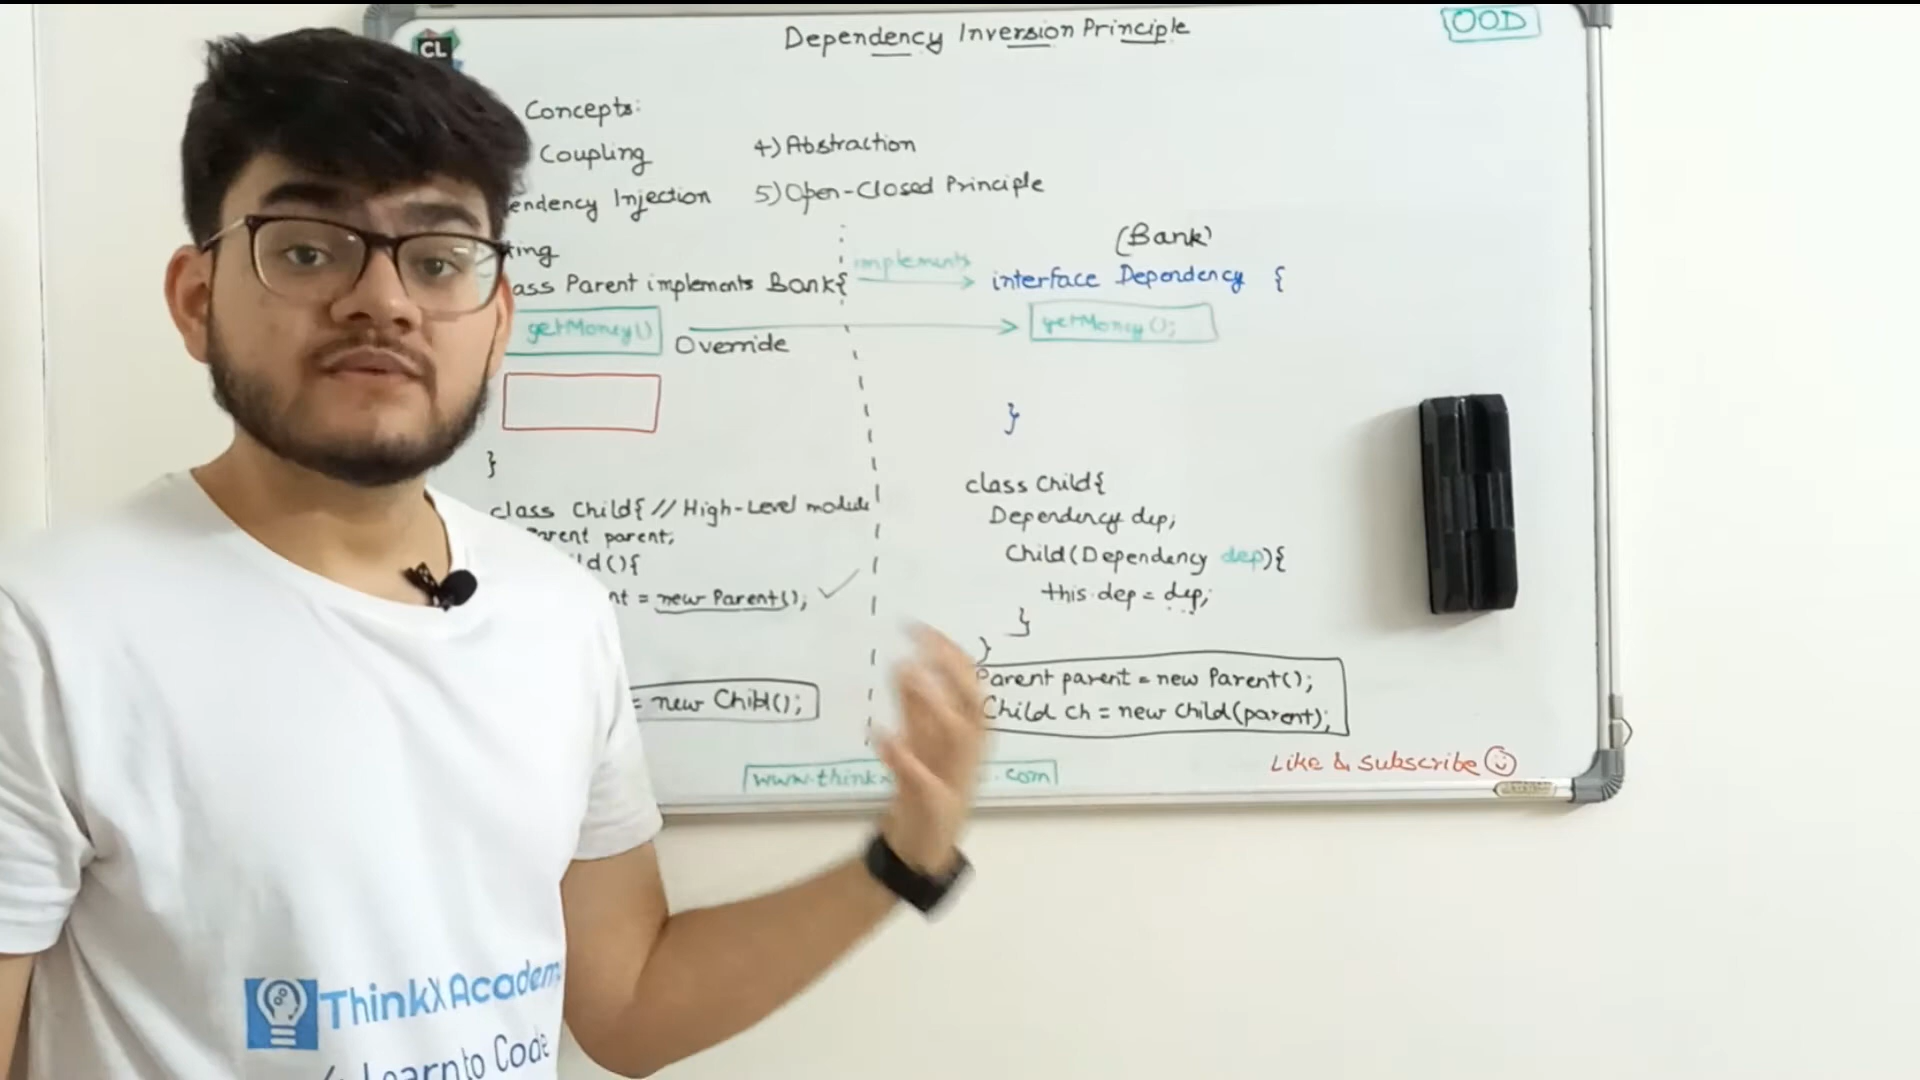 Dependency Inversion Principle
OOD
CL
Concepts:
Coupling
4) Abstraction
endency Injection
5) Open-Closed Principle
ting
(Bank)
ass Parent implements Bank{
implements
interface Dependency {
getMoney()
Override
getMoney();
}
}
class Child{ // High-Level module
arent parent;
ld(){
nt = new Parent();
= new Child();
class Child{
Dependency dep;
Child(Dependency dep){
this.dep = dep;
}
}
Parent parent = new Parent();
Child ch = new Child(parent);
www.think
.com
Like & Subscribe
ThinkX Academ
Learn to Code